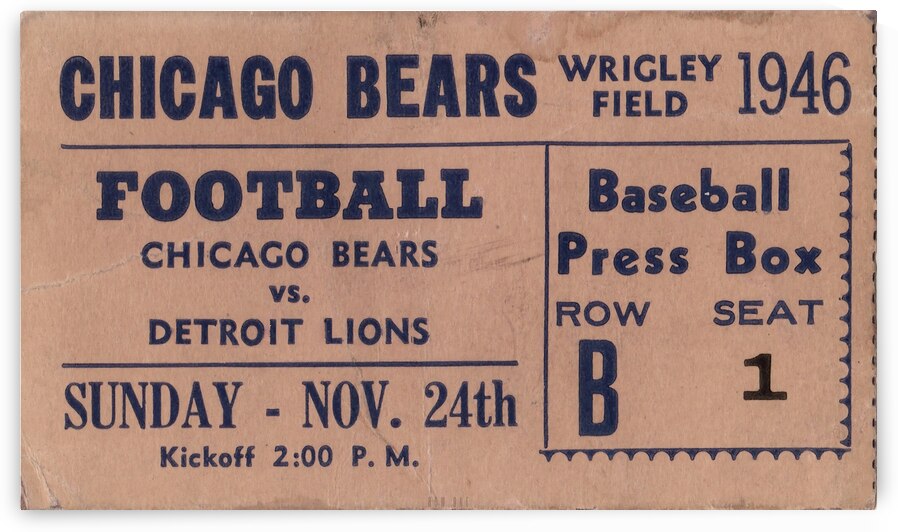 CHICAGO BEARS WRIGLEY FIELD 1946
FOOTBALL
CHICAGO BEARS
vs.
DETROIT LIONS
SUNDAY - NOV. 24th
Kickoff 2:00 P. M.
Baseball
Press Box
ROW SEAT
B 1